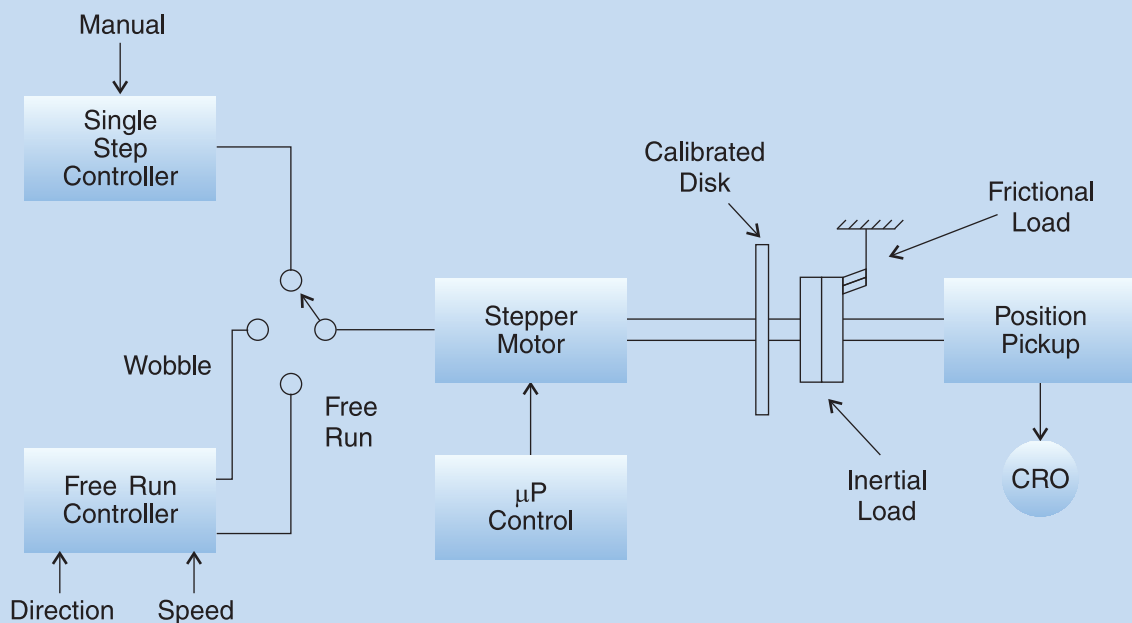 Manual
Single
Step
Controller
Calibrated
Disk
Frictional
Load
Stepper
Motor
Position
Pickup
Wobble
Free
Run
Free Run
Controller
μP
Control
Inertial
Load
CRO
Direction
Speed